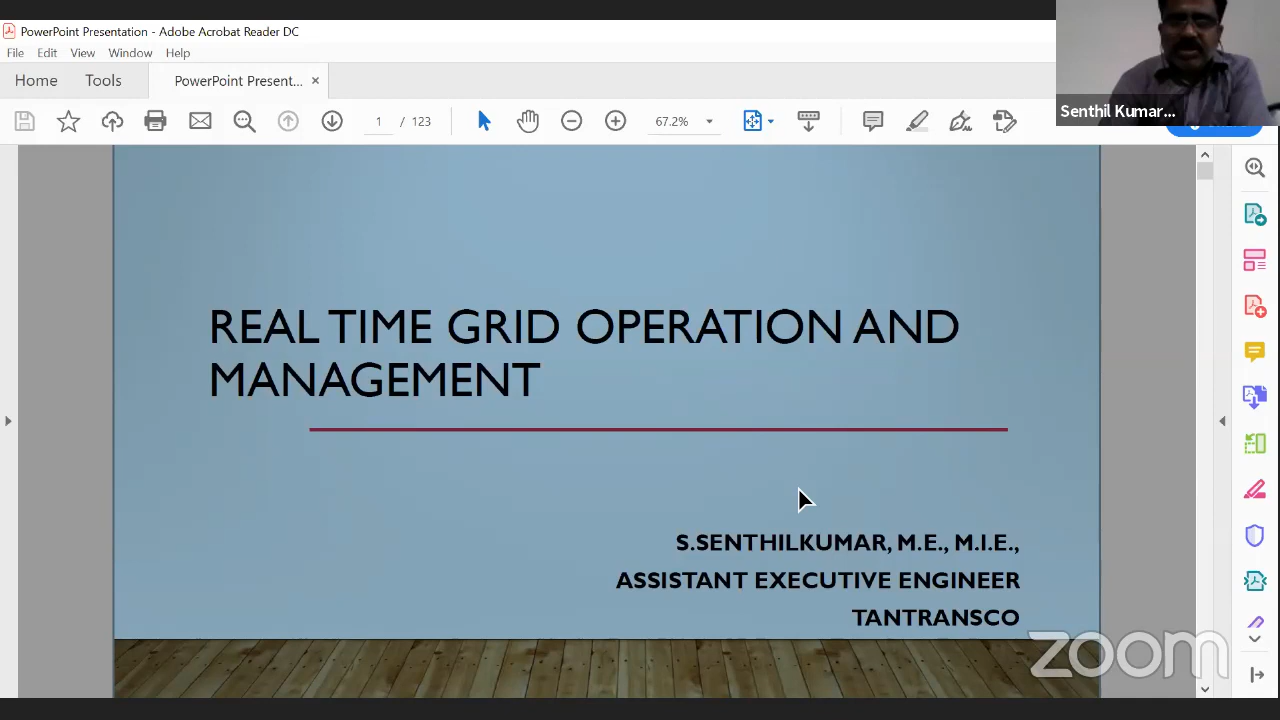 PowerPoint Presentation - Adobe Acrobat Reader DC
File Edit View Window Help
Home Tools PowerPoint Present... ×
1 / 123 67.2%
Senthil Kumar...
REAL TIME GRID OPERATION AND
MANAGEMENT
S.SENTHILKUMAR, M.E., M.I.E.,
ASSISTANT EXECUTIVE ENGINEER
TANTRANSCO
zoom